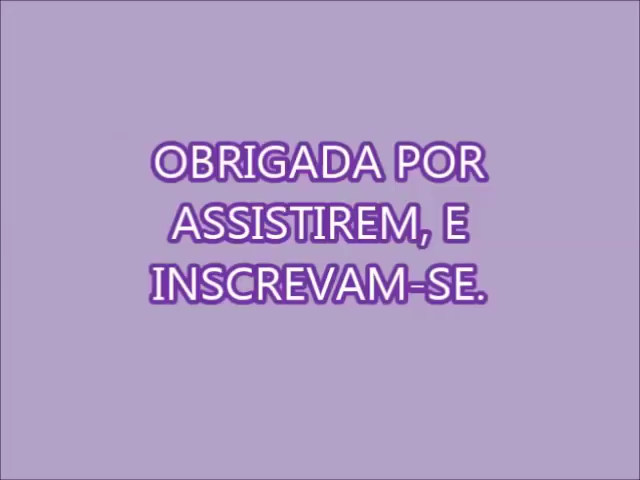 OBRIGADA POR
ASSISTIREM, E
INSCREVAM-SE.